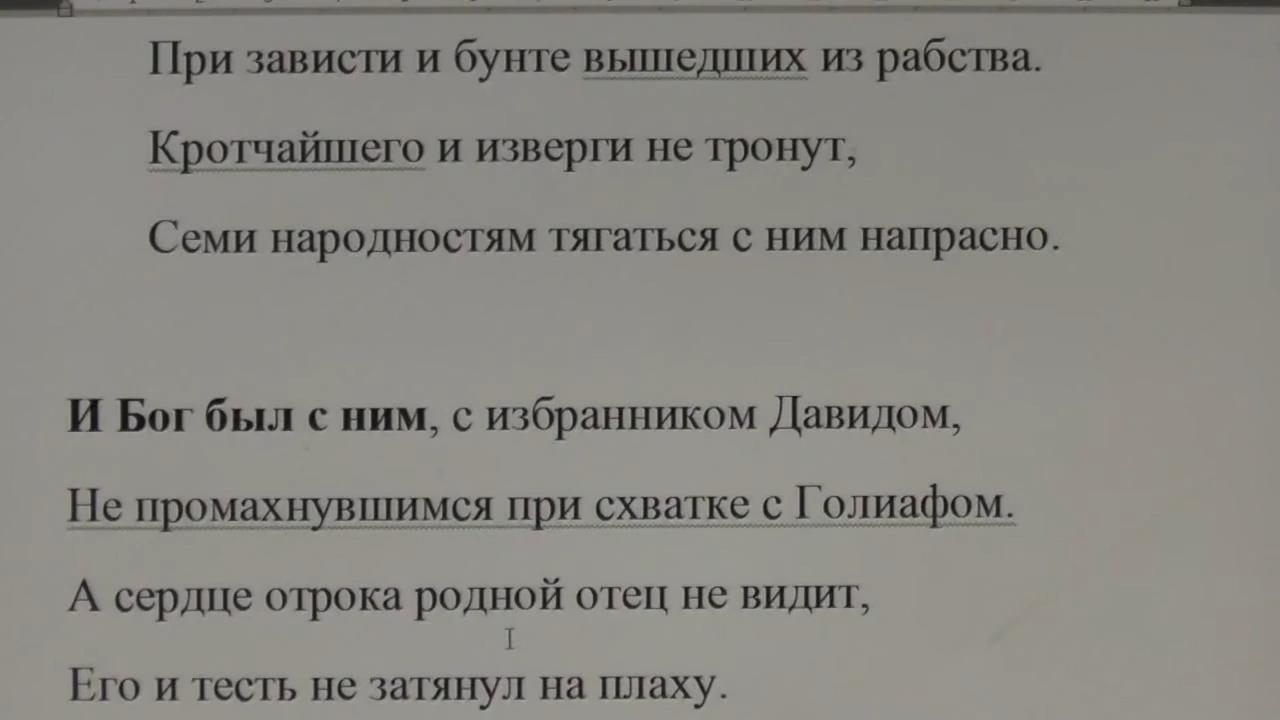 При зависти и бунте вышедших из рабства.
Кротчайшего и изверги не тронут,
Семи народностям тягаться с ним напрасно.
И Бог был с ним, с избранником Давидом,
Не промахнувшимся при схватке с Голиафом.
А сердце отрока родной отец не видит,
Его и тесть не затянул на плаху.